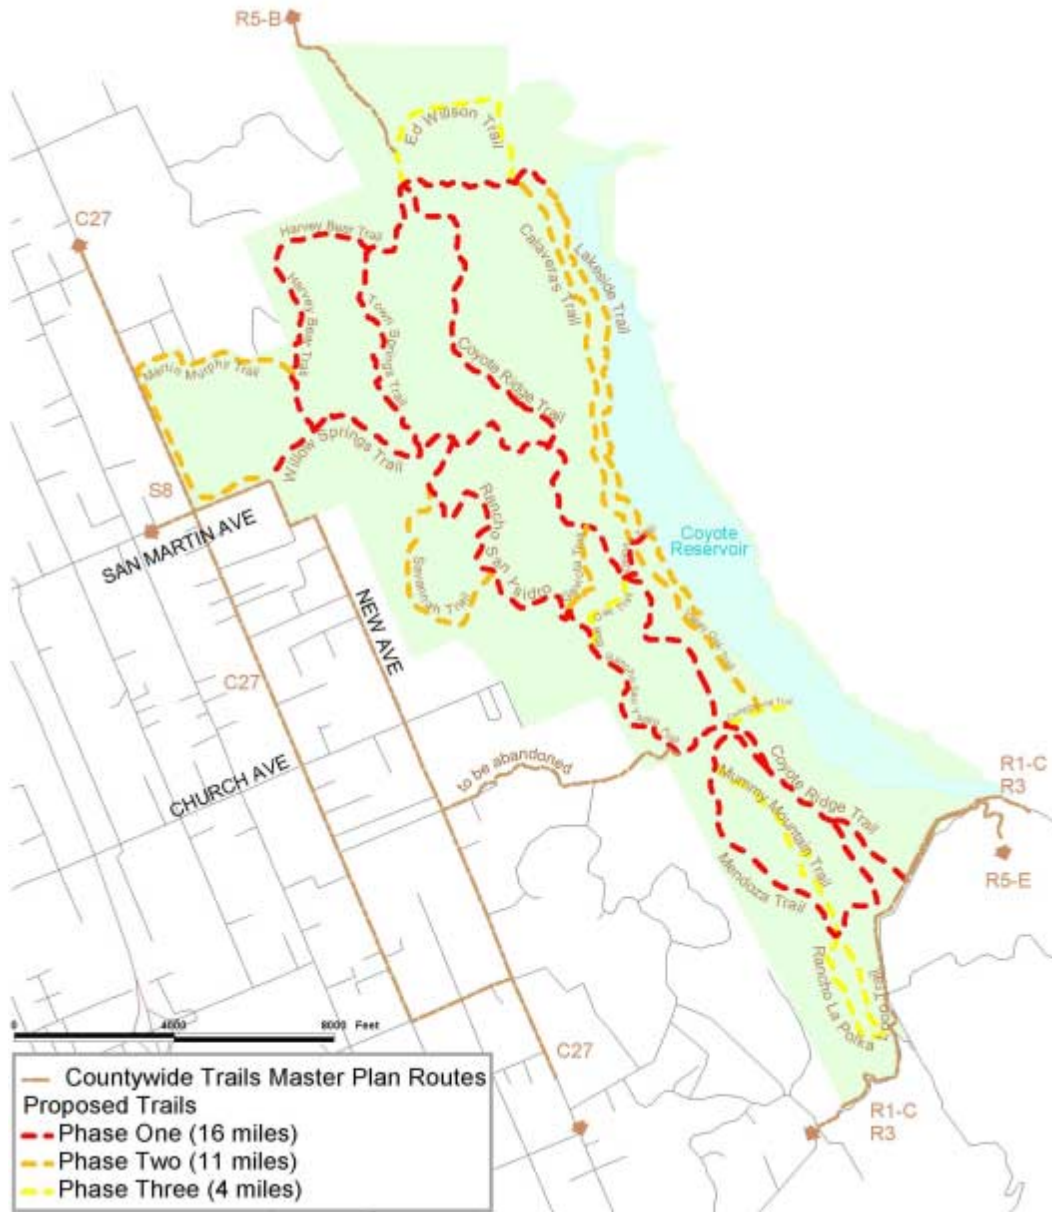 R5-B
Ed Willson Trail
C27
Harvey Bear Trail
Calaveras Trail
Lakeside Trail
Harvey Bear Trail
Town Springs Trail
Coyote Ridge Trail
Martin Murphy Trail
Willow Springs Trail
S8
SAN MARTIN AVE
Rancho San Ysidro
Savannah Trail
Coyote
Reservoir
NEW AVE
C27
to be abandoned
CHURCH AVE
Coyote Ridge Trail
Mummy Mountain Trail
Mendoza Trail
R1-C
R3
R5-E
Rancho La Polka
Loop Trail
0 4000 8000 Feet
C27
R1-C
R3
Countywide Trails Master Plan Routes
Proposed Trails
Phase One (16 miles)
Phase Two (11 miles)
Phase Three (4 miles)